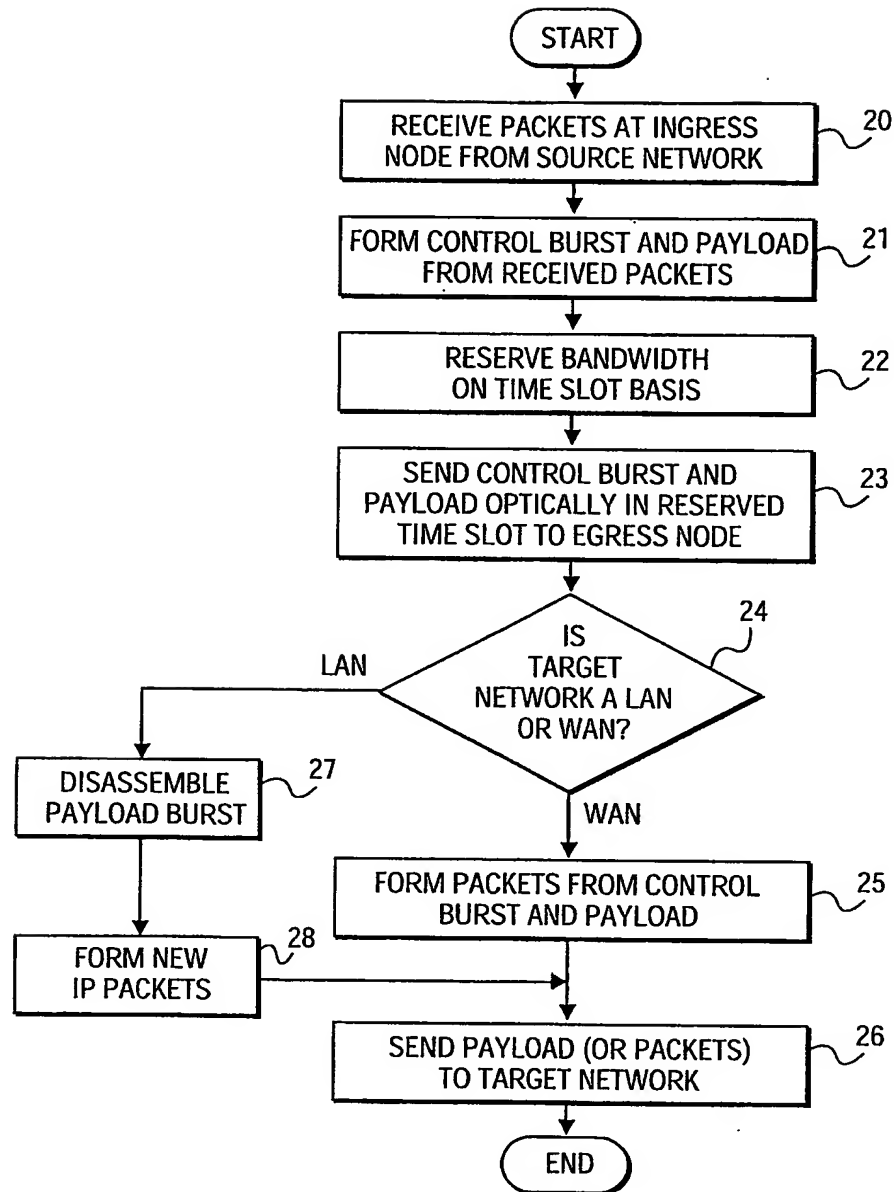 START
RECEIVE PACKETS AT INGRESS
NODE FROM SOURCE NETWORK
20
FORM CONTROL BURST AND PAYLOAD
FROM RECEIVED PACKETS
21
RESERVE BANDWIDTH
ON TIME SLOT BASIS
22
SEND CONTROL BURST AND
PAYLOAD OPTICALLY IN RESERVED
TIME SLOT TO EGRESS NODE
23
IS
TARGET
NETWORK A LAN
OR WAN?
24
LAN
DISASSEMBLE
PAYLOAD BURST
27
WAN
FORM PACKETS FROM CONTROL
BURST AND PAYLOAD
25
FORM NEW
IP PACKETS
28
SEND PAYLOAD (OR PACKETS)
TO TARGET NETWORK
26
END